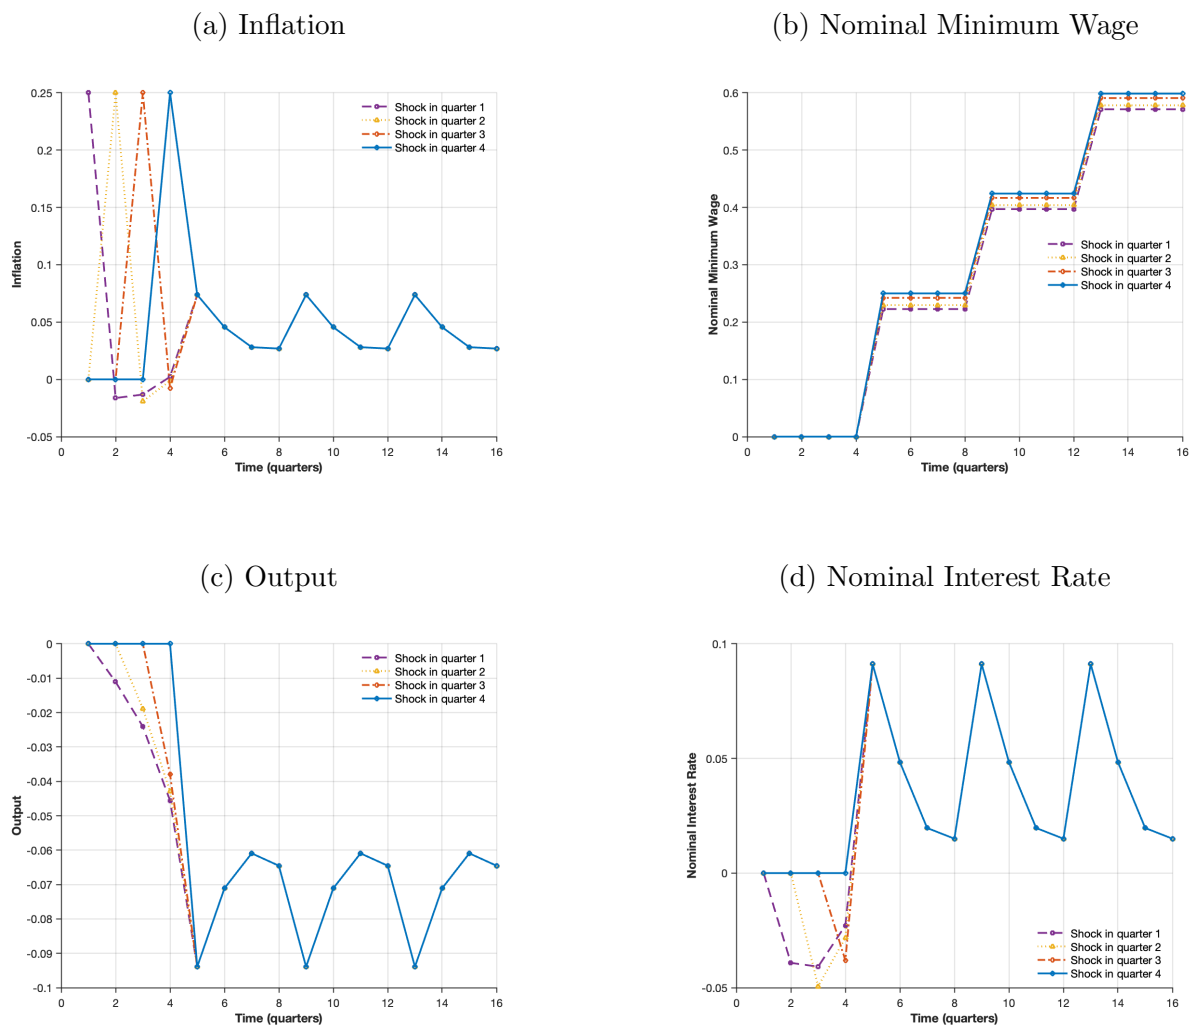 (a) Inflation
0.25
0.2
0.15
0.1
0.05
0
-0.05
0 2 4 6 8 10 12 14 16
Inflation
Time (quarters)
Shock in quarter 1
Shock in quarter 2
Shock in quarter 3
Shock in quarter 4
(b) Nominal Minimum Wage
0.6
0.5
0.4
0.3
0.2
0.1
0
0 2 4 6 8 10 12 14 16
Nominal Minimum Wage
Time (quarters)
Shock in quarter 1
Shock in quarter 2
Shock in quarter 3
Shock in quarter 4
(c) Output
0
-0.01
-0.02
-0.03
-0.04
-0.05
-0.06
-0.07
-0.08
-0.09
-0.1
0 2 4 6 8 10 12 14 16
Output
Time (quarters)
Shock in quarter 1
Shock in quarter 2
Shock in quarter 3
Shock in quarter 4
(d) Nominal Interest Rate
0.1
0.05
0
-0.05
0 2 4 6 8 10 12 14 16
Nominal Interest Rate
Time (quarters)
Shock in quarter 1
Shock in quarter 2
Shock in quarter 3
Shock in quarter 4